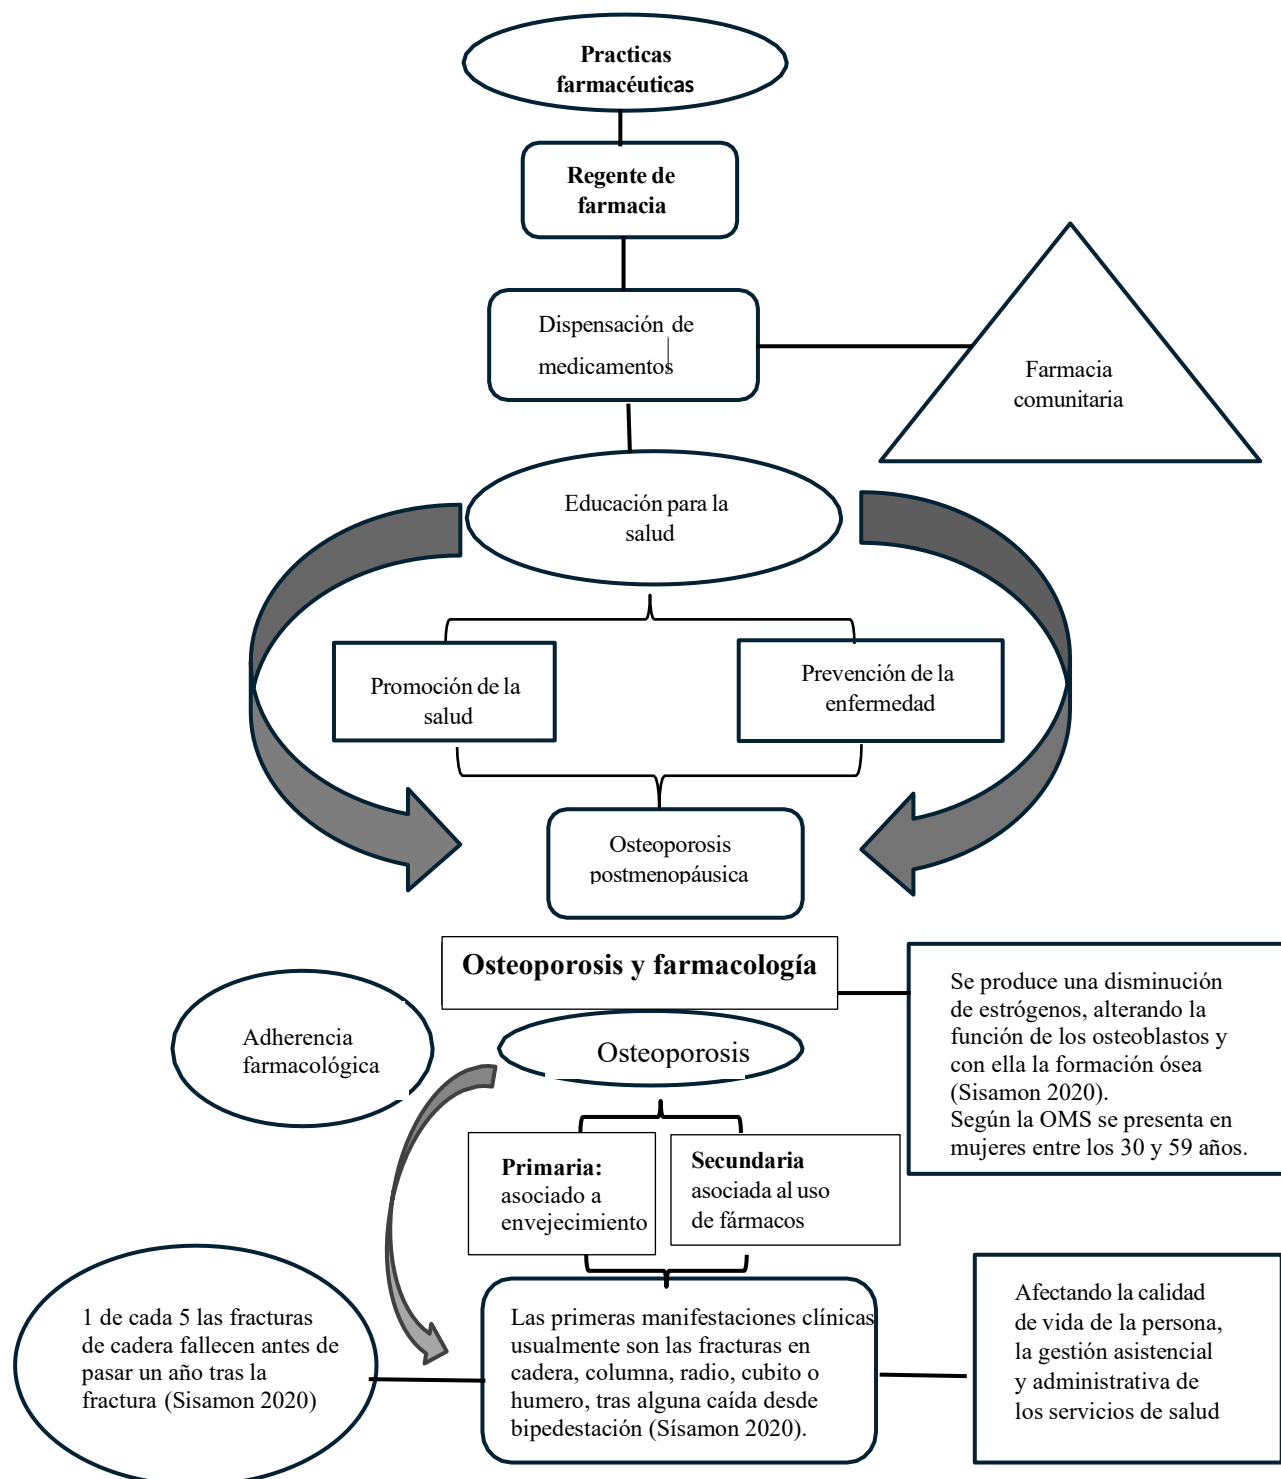 Practicas
farmacéuticas
Regente de
farmacia
Dispensación de
medicamentos
Farmacia
comunitaria
Educación para la
salud
Promoción de la
salud
Prevención de la
enfermedad
Osteoporosis
postmenopáusica
Osteoporosis y farmacología
Se produce una disminución
de estrógenos, alterando la
función de los osteoblastos y
con ella la formación ósea
(Sisamon 2020).
Según la OMS se presenta en
mujeres entre los 30 y 59 años.
Adherencia
farmacológica
Osteoporosis
Primaria:
asociado a
envejecimiento
Secundaria
asociada al uso
de fármacos
1 de cada 5 las fracturas
de cadera fallecen antes de
pasar un año tras la
fractura (Sisamon 2020)
Las primeras manifestaciones clínicas
usualmente son las fracturas en
cadera, columna, radio, cubito o
humero, tras alguna caída desde
bipedestación (Sísamon 2020).
Afectando la calidad
de vida de la persona,
la gestión asistencial
y administrativa de
los servicios de salud